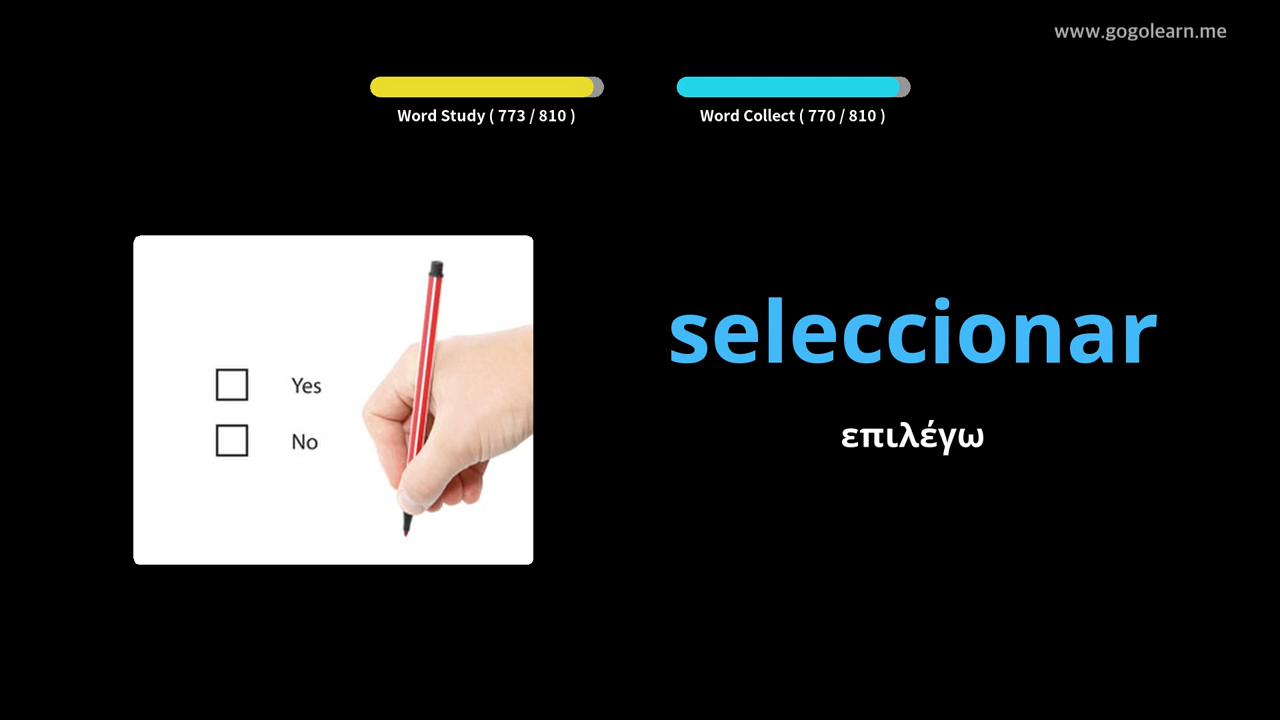 www.gogolearn.me
Word Study ( 773 / 810 )
Word Collect ( 770 / 810 )
Yes
No
seleccionar
επιλέγω